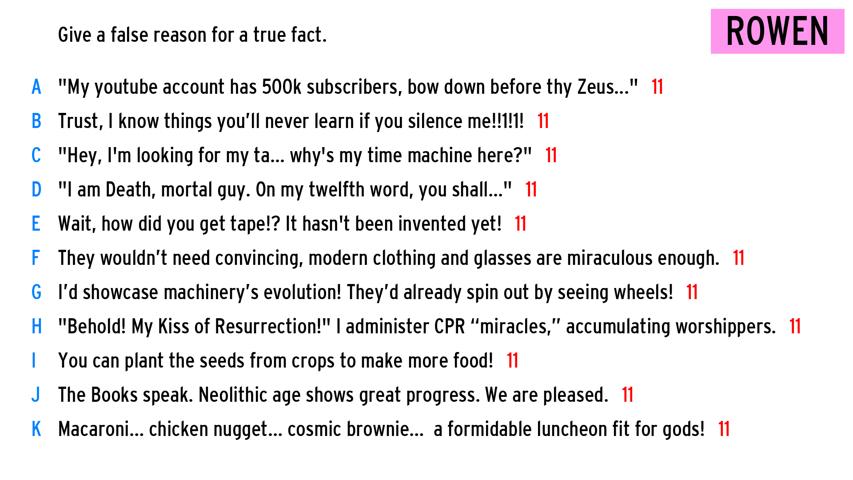 Give a false reason for a true fact.
ROWEN
A "My youtube account has 500k subscribers, bow down before thy Zeus..." 11
B Trust, I know things you’ll never learn if you silence me!!1!1! 11
C "Hey, I'm looking for my ta... why's my time machine here?" 11
D "I am Death, mortal guy. On my twelfth word, you shall..." 11
E Wait, how did you get tape!? It hasn't been invented yet! 11
F They wouldn’t need convincing, modern clothing and glasses are miraculous enough. 11
G I’d showcase machinery’s evolution! They’d already spin out by seeing wheels! 11
H "Behold! My Kiss of Resurrection!" I administer CPR “miracles,” accumulating worshippers. 11
I You can plant the seeds from crops to make more food! 11
J The Books speak. Neolithic age shows great progress. We are pleased. 11
K Macaroni... chicken nugget... cosmic brownie... a formidable luncheon fit for gods! 11